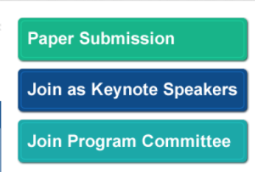 Paper Submission
Join as Keynote Speakers
Join Program Committee